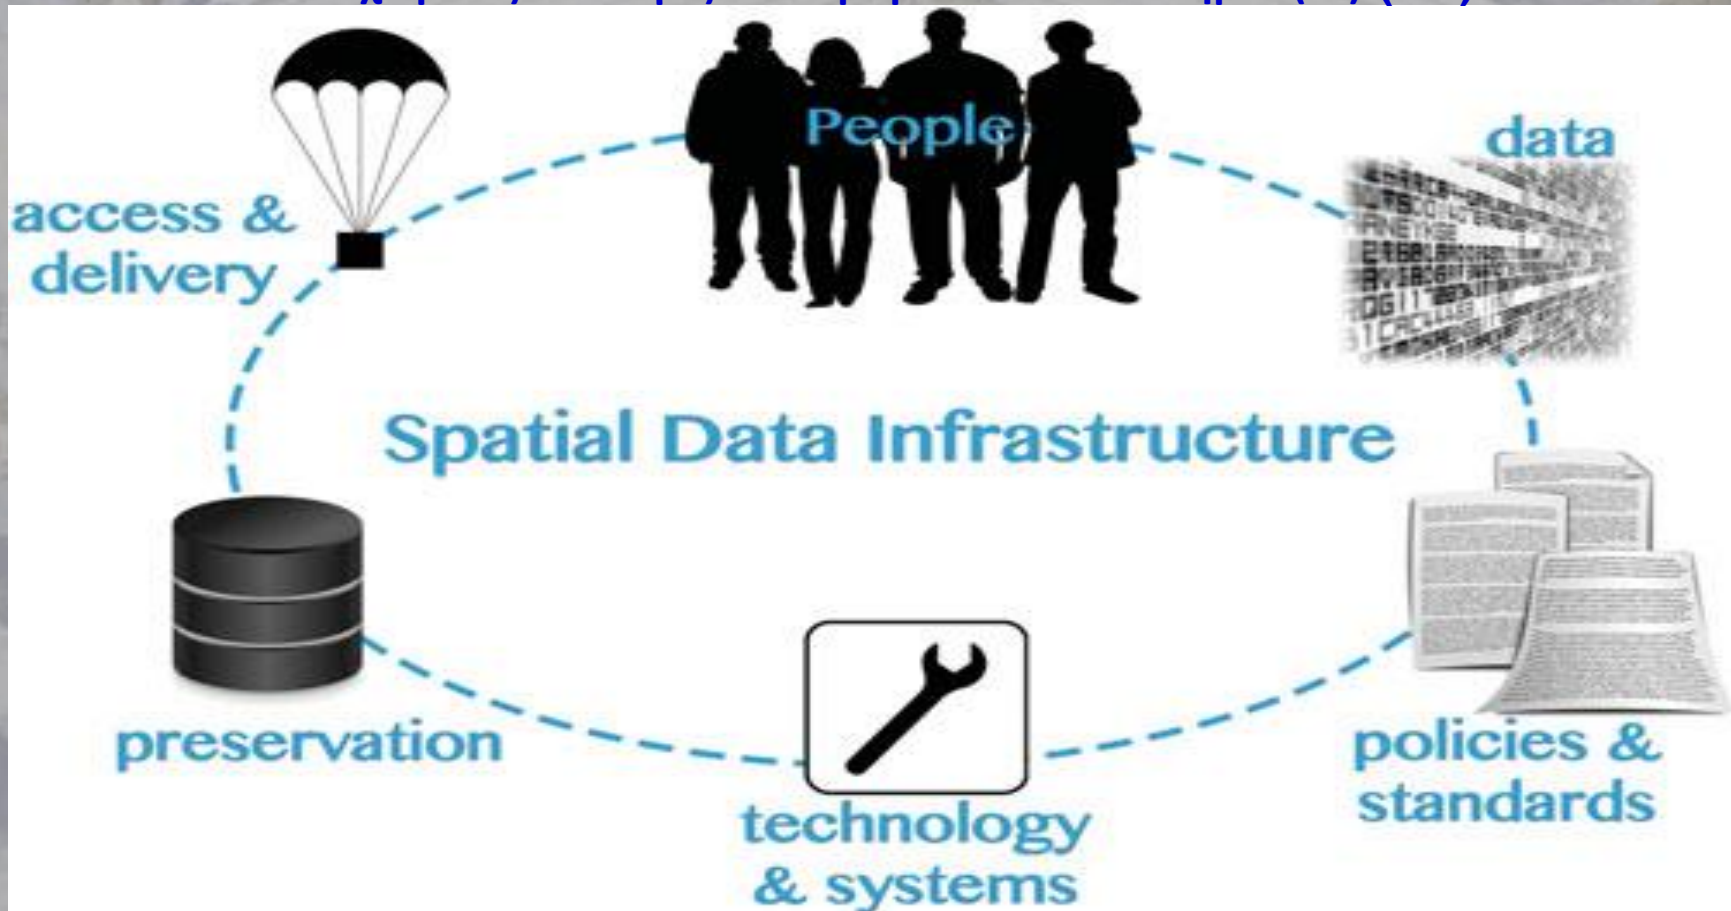 People
data
access &
delivery
Spatial Data Infrastructure
preservation
policies &
standards
technology
& systems